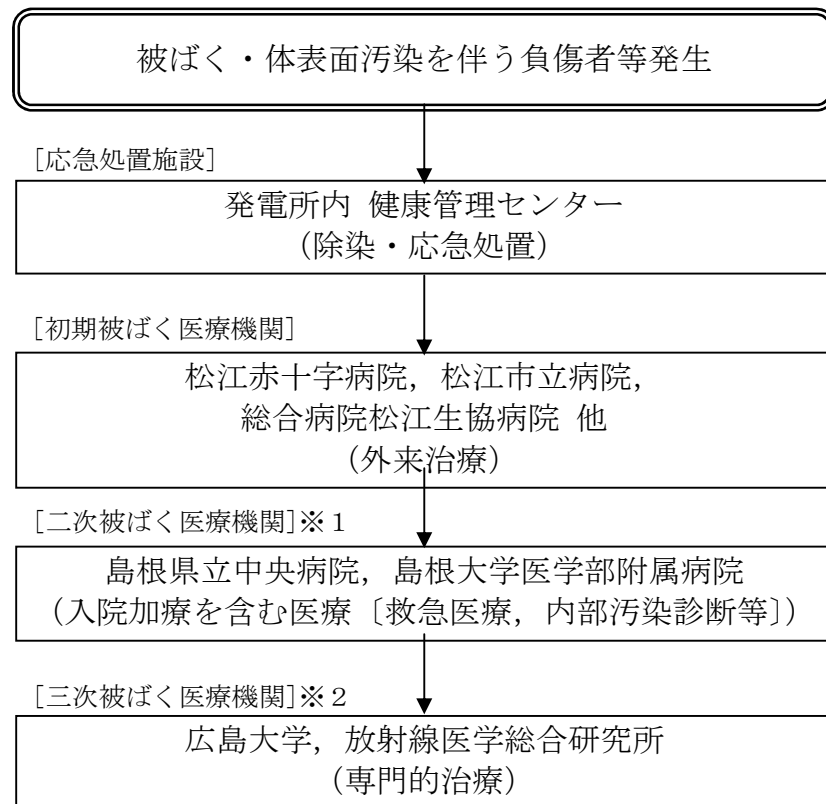 被ばく・体表面汚染を伴う負傷者等発生
[応急処置施設]
発電所内 健康管理センター
（除染・応急処置）
[初期被ばく医療機関]
松江赤十字病院，松江市立病院，
総合病院松江生協病院 他
（外来治療）
[二次被ばく医療機関]※１
島根県立中央病院，島根大学医学部附属病院
（入院加療を含む医療〔救急医療，内部汚染診断等〕）
[三次被ばく医療機関]※２
広島大学，放射線医学総合研究所
（専門的治療）